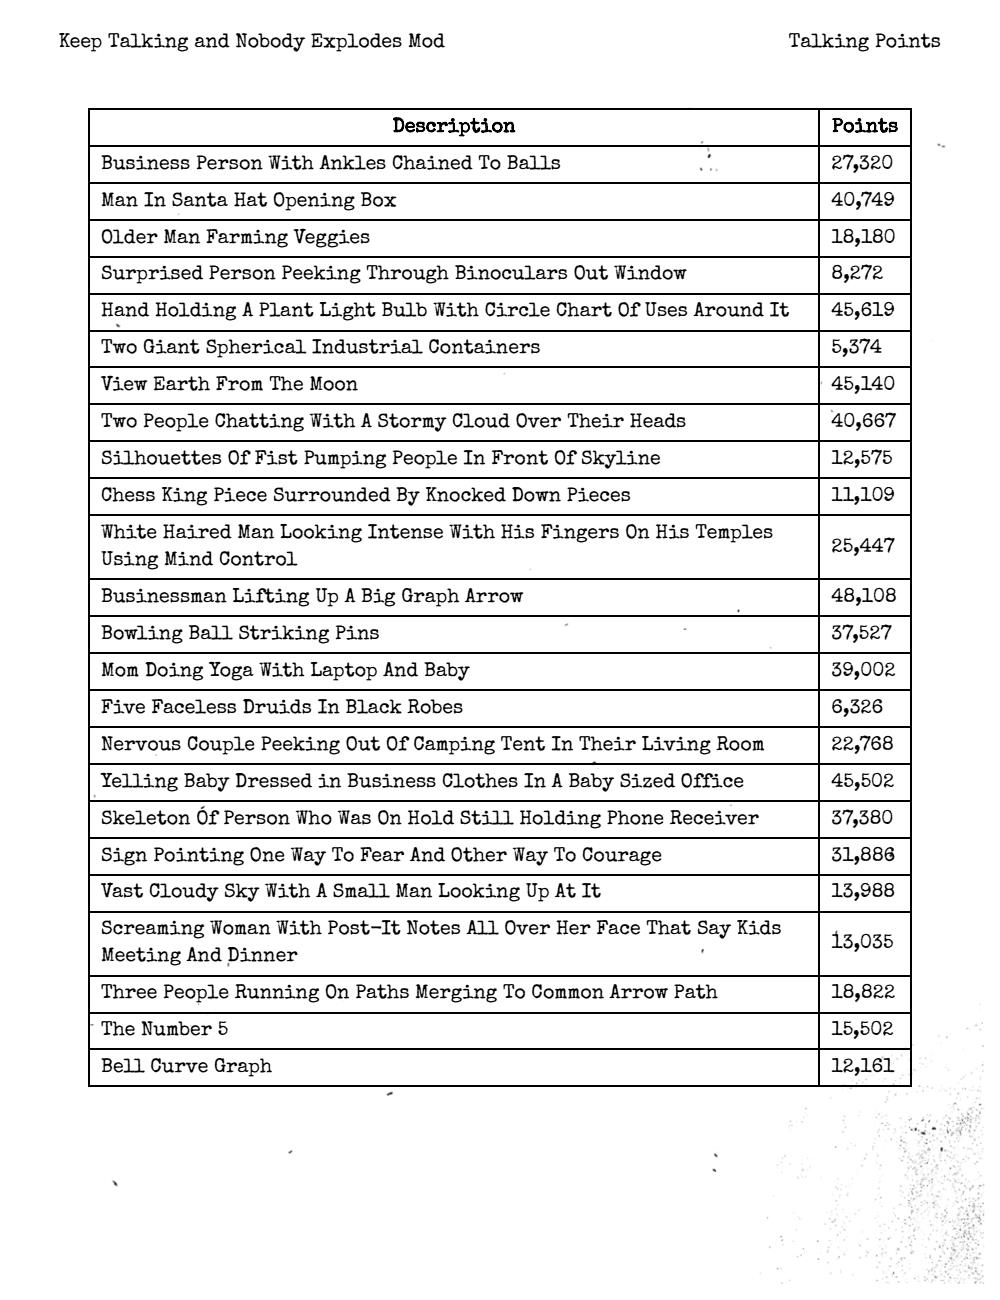 Keep Talking and Nobody Explodes Mod Talking Points
Description Points
Business Person With Ankles Chained To Balls 27,320
Man In Santa Hat Opening Box 40,749
Older Man Farming Veggies 18,180
Surprised Person Peeking Through Binoculars Out Window 8,272
Hand Holding A Plant Light Bulb With Circle Chart Of Uses Around It 45,619
Two Giant Spherical Industrial Containers 5,374
View Earth From The Moon 45,140
Two People Chatting With A Stormy Cloud Over Their Heads 40,667
Silhouettes Of Fist Pumping People In Front Of Skyline 12,575
Chess King Piece Surrounded By Knocked Down Pieces 11,109
White Haired Man Looking Intense With His Fingers On His Temples
Using Mind Control 25,447
Businessman Lifting Up A Big Graph Arrow 48,108
Bowling Ball Striking Pins 37,527
Mom Doing Yoga With Laptop And Baby 39,002
Five Faceless Druids In Black Robes 6,326
Nervous Couple Peeking Out Of Camping Tent In Their Living Room 22,768
Yelling Baby Dressed in Business Clothes In A Baby Sized Office 45,502
Skeleton Of Person Who Was On Hold Still Holding Phone Receiver 37,380
Sign Pointing One Way To Fear And Other Way To Courage 31,886
Vast Cloudy Sky With A Small Man Looking Up At It 13,988
Screaming Woman With Post-It Notes All Over Her Face That Say Kids
Meeting And Dinner 13,035
Three People Running On Paths Merging To Common Arrow Path 18,822
The Number 5 15,502
Bell Curve Graph 12,161